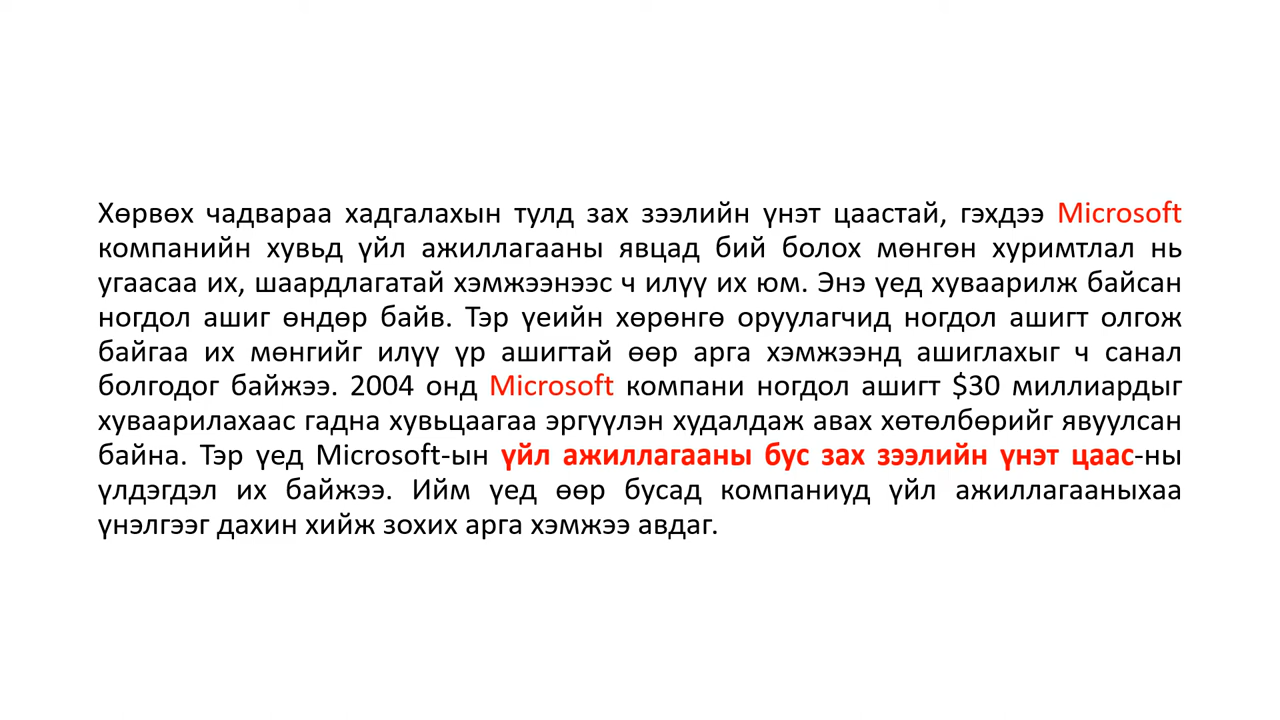 Хөрвөх чадвараа хадгалахын тулд зах зээлийн үнэт цаастай, гэхдээ Microsoft
компанийн хувьд үйл ажиллагааны явцад бий болох мөнгөн хуримтлал нь
угаасаа их, шаардлагатай хэмжээнээс ч илүү их юм. Энэ үед хуваарилж байсан
ногдол ашиг өндөр байв. Тэр үеийн хөрөнгө оруулагчид ногдол ашигт олгож
байгаа их мөнгийг илүү үр ашигтай өөр арга хэмжээнд ашиглахыг ч санал
болгодог байжээ. 2004 онд Microsoft компани ногдол ашигт $30 миллиардыг
хуваарилахаас гадна хувьцаагаа эргүүлэн худалдаж авах хөтөлбөрийг явуулсан
байна. Тэр үед Microsoft-ын үйл ажиллагааны бус зах зээлийн үнэт цаас-ны
үлдэгдэл их байжээ. Ийм үед өөр бусад компаниуд үйл ажиллагааныхаа
үнэлгээг дахин хийж зохих арга хэмжээ авдаг.